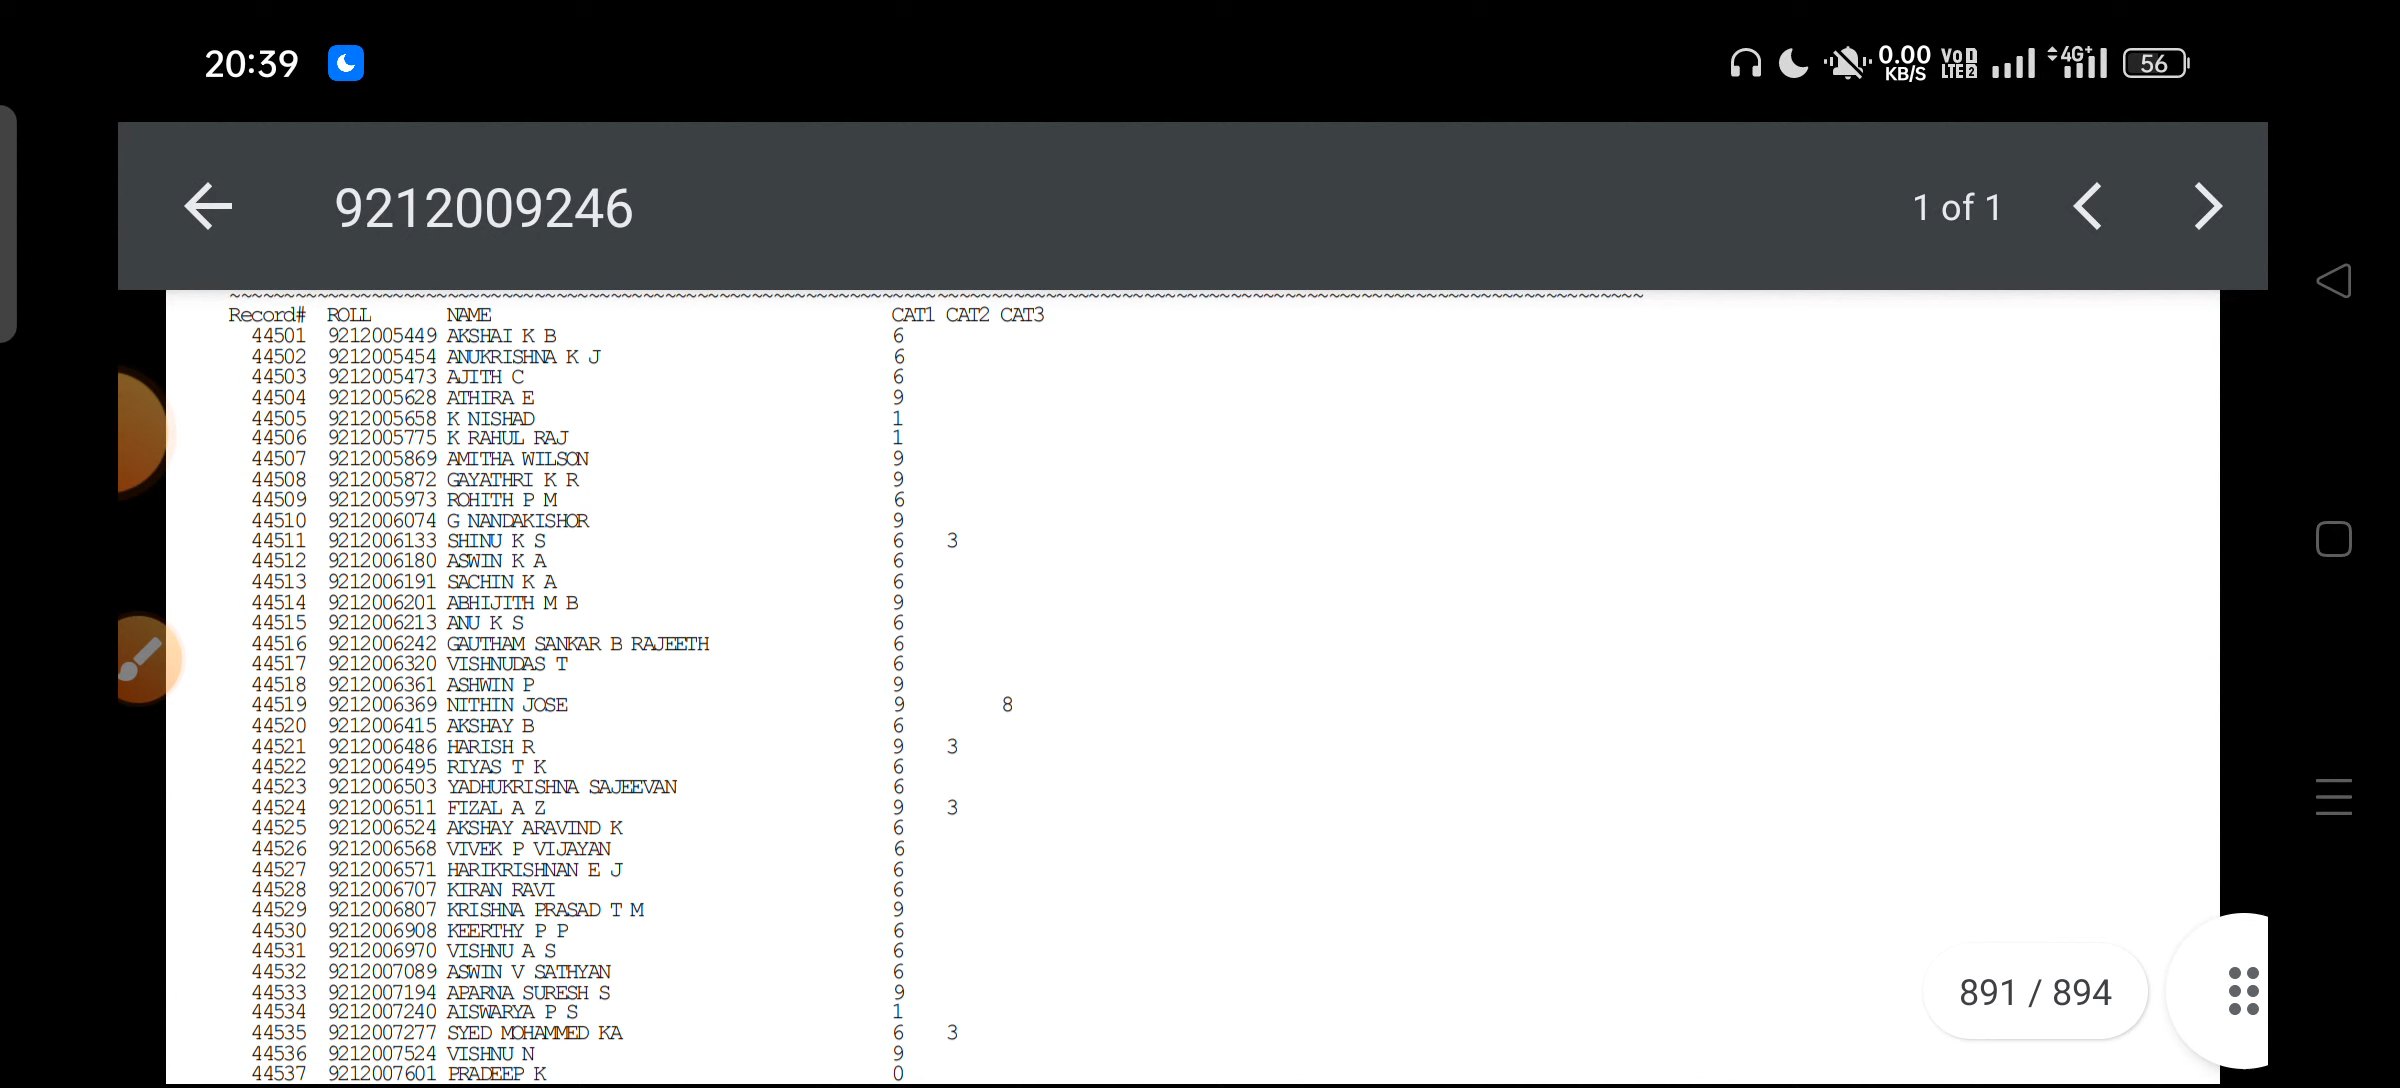 20:39
0.00 KB/S VoD LTE 2 4G+ 56
9212009246 1 of 1
Record# ROLL NAME CAT1 CAT2 CAT3
44501 9212005449 AKSHAI K B 6
44502 9212005454 ANUKRISHNA K J 6
44503 9212005473 AJITH C 6
44504 9212005628 ATHIRA E 9
44505 9212005658 K NISHAD 1
44506 9212005775 K RAHUL RAJ 1
44507 9212005869 AMITHA WILSON 9
44508 9212005872 GAYATHRI K R 9
44509 9212005973 ROHITH P M 6
44510 9212006074 G NANDAKISHOR 9
44511 9212006133 SHINU K S 6 3
44512 9212006180 ASWIN K A 6
44513 9212006191 SACHIN K A 6
44514 9212006201 ABHIJITH M B 9
44515 9212006213 ANU K S 6
44516 9212006242 GAUTHAM SANKAR B RAJEETH 6
44517 9212006320 VISHNUDAS T 6
44518 9212006361 ASHWIN P 9
44519 9212006369 NITHIN JOSE 9 8
44520 9212006415 AKSHAY B 6
44521 9212006486 HARISH R 9 3
44522 9212006495 RIYAS T K 6
44523 9212006503 YADHUKRISHNA SAJEEVAN 6
44524 9212006511 FIZAL A Z 9 3
44525 9212006524 AKSHAY ARAVIND K 6
44526 9212006568 VIVEK P VIJAYAN 6
44527 9212006571 HARIKRISHNAN E J 6
44528 9212006707 KIRAN RAVI 6
44529 9212006807 KRISHNA PRASAD T M 9
44530 9212006908 KEERTHY P P 6
44531 9212006970 VISHNU A S 6
44532 9212007089 ASWIN V SATHYAN 6
44533 9212007194 APARNA SURESH S 9
44534 9212007240 AISWARYA P S 1
44535 9212007277 SYED MOHAMMED KA 6 3
44536 9212007524 VISHNU N 9
44537 9212007601 PRADEEP K 0
891 / 894